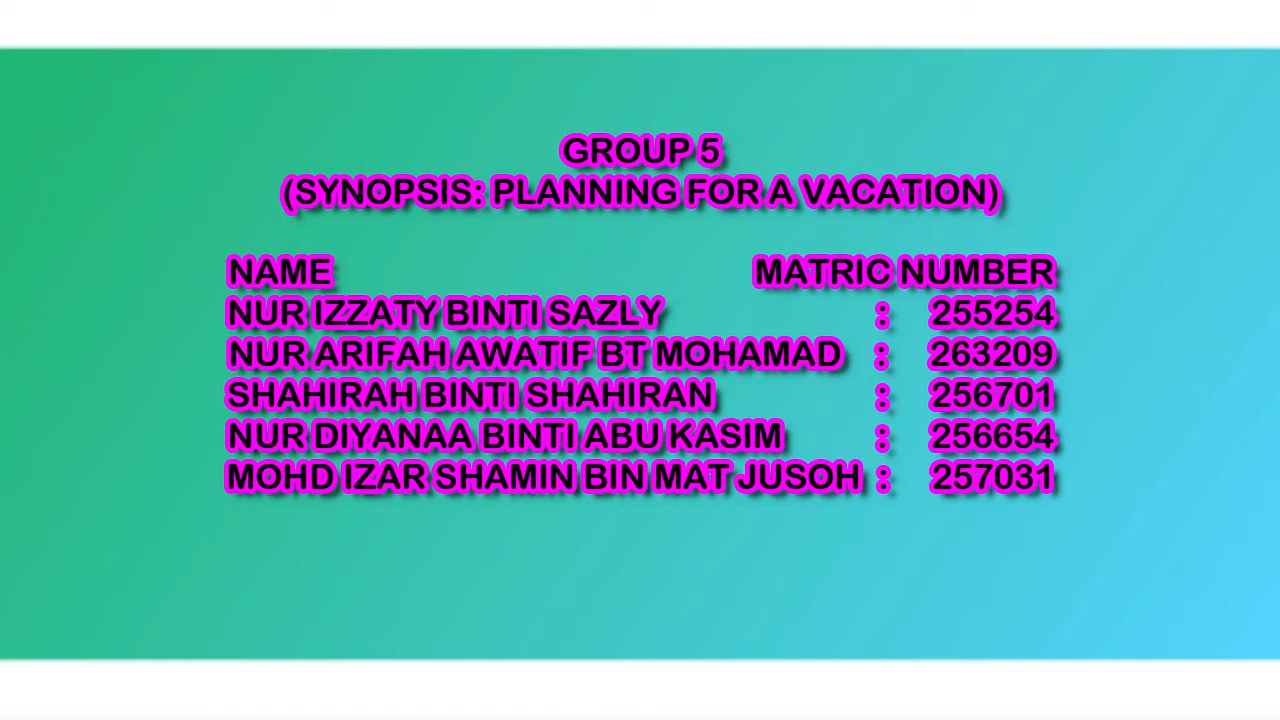 GROUP 5
(SYNOPSIS: PLANNING FOR A VACATION)
NAME MATRIC NUMBER
NUR IZZATY BINTI SAZLY : 255254
NUR ARIFAH AWATIF BT MOHAMAD : 263209
SHAHIRAH BINTI SHAHIRAN : 256701
NUR DIYANAA BINTI ABU KASIM : 256654
MOHD IZAR SHAMIN BIN MAT JUSOH : 257031